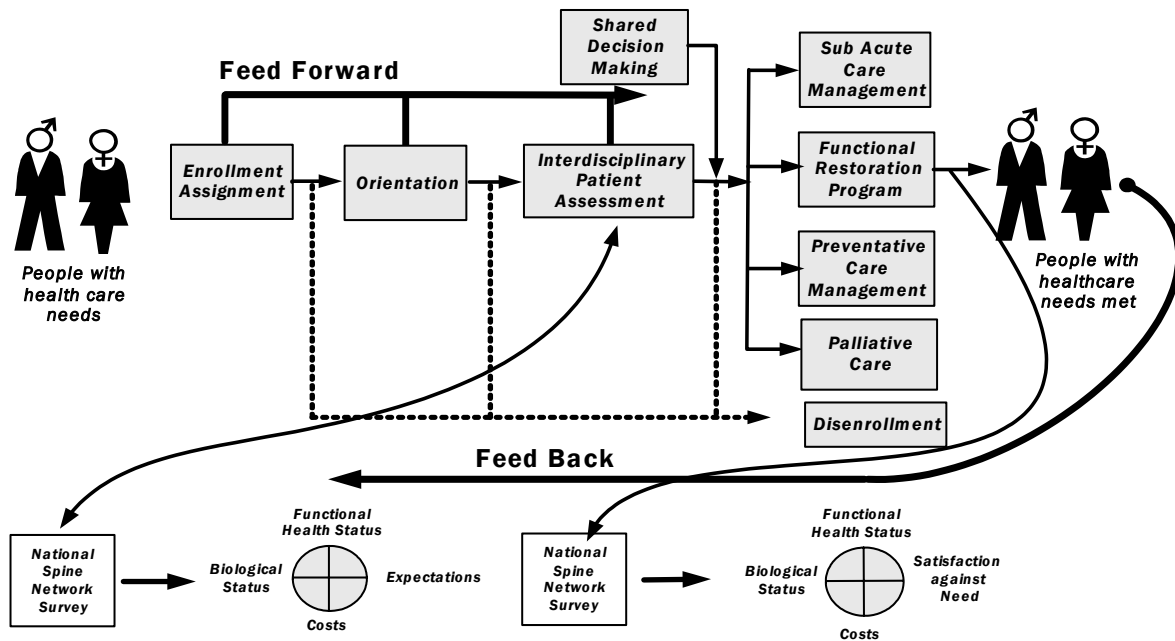 Shared
Decision
Making
Sub Acute
Care
Management
Feed Forward
Enrollment
Assignment
Orientation
Interdisciplinary
Patient
Assessment
Functional
Restoration
Program
People with
health care
needs
People with
healthcare
needs met
Preventative
Care
Management
Palliative
Care
Disenrollment
Feed Back
National
Spine
Network
Survey
Functional
Health Status
Biological
Status
Expectations
Costs
National
Spine
Network
Survey
Functional
Health Status
Biological
Status
Satisfaction
against
Need
Costs